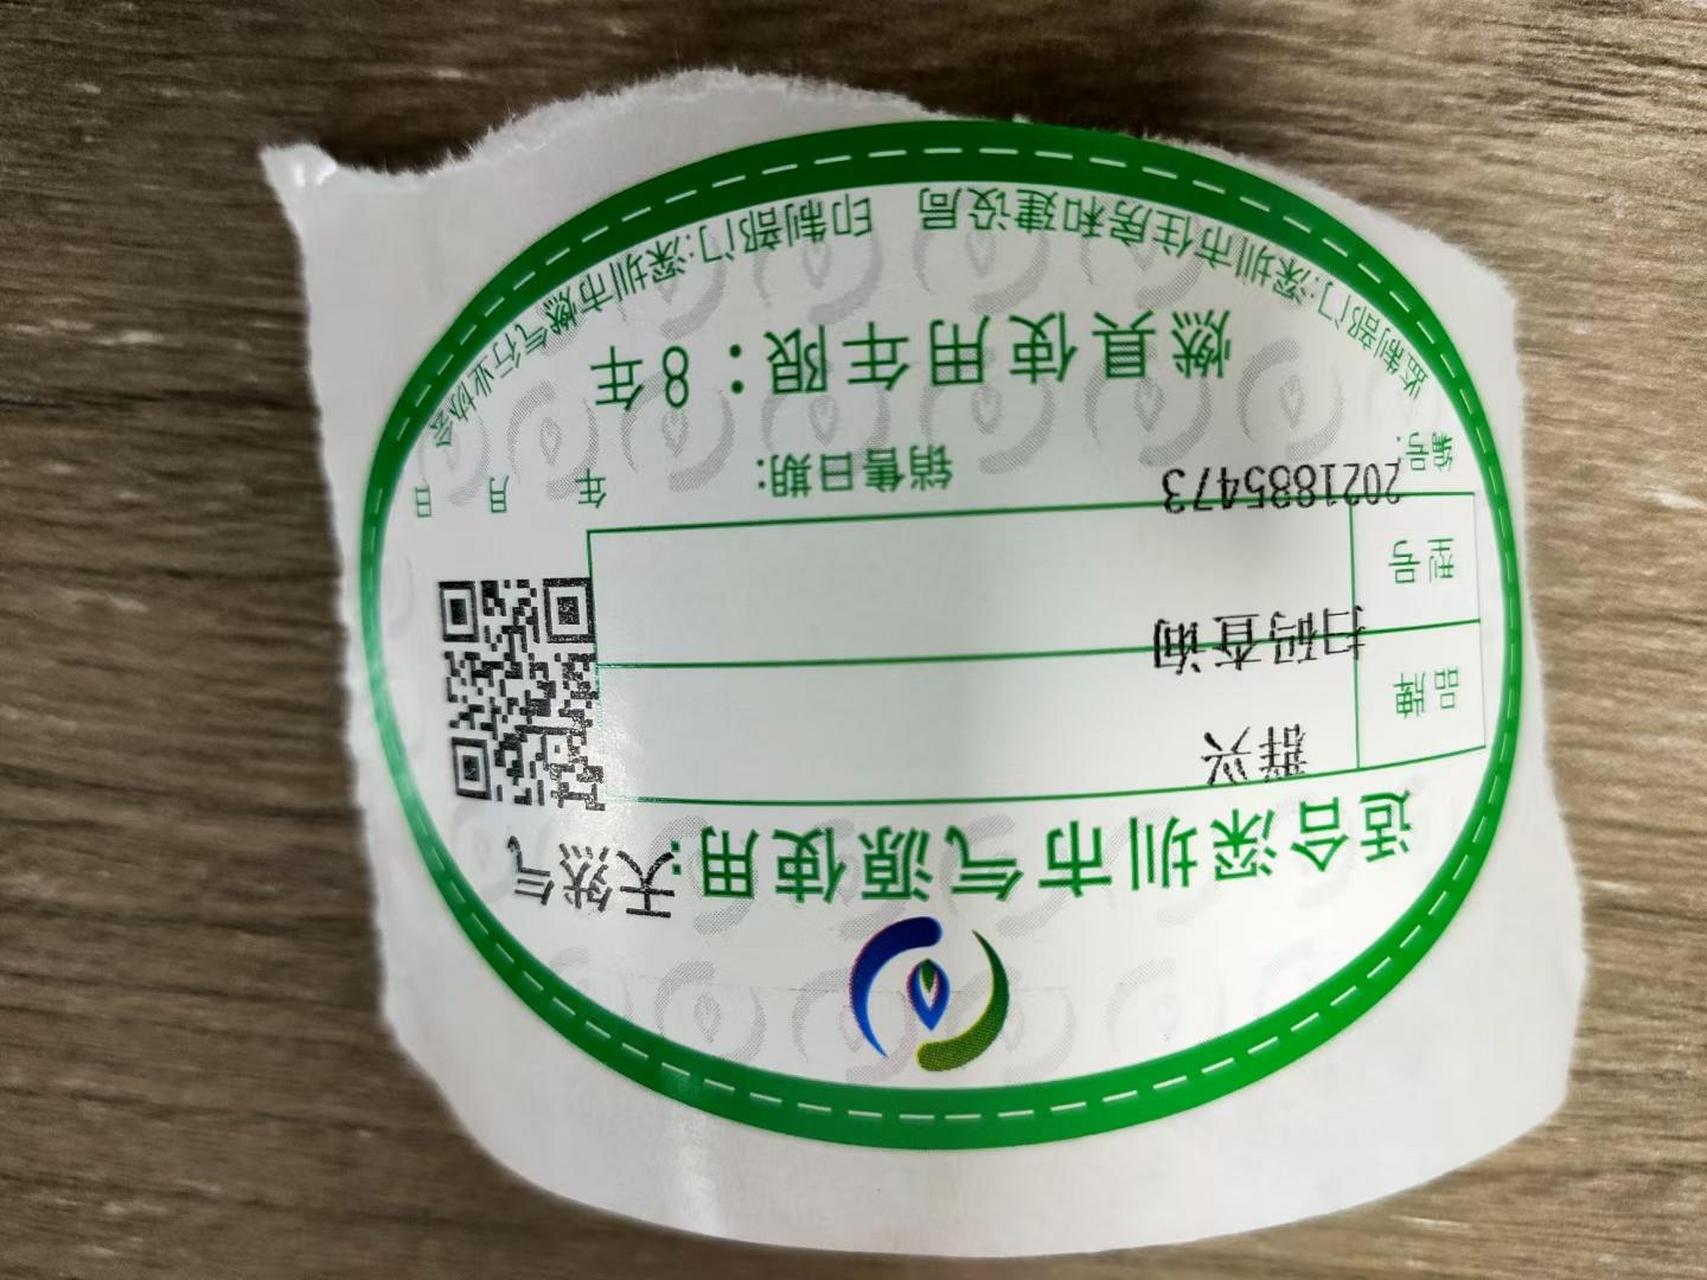 适合深圳市气源使用:天然气
品牌 群兴
型号 扫码查询
编号: 2021885473
销售日期: 年 月 日
燃具使用年限：8年
监制部门:深圳市住房和建设局 印制部门:深圳市燃气行业协会